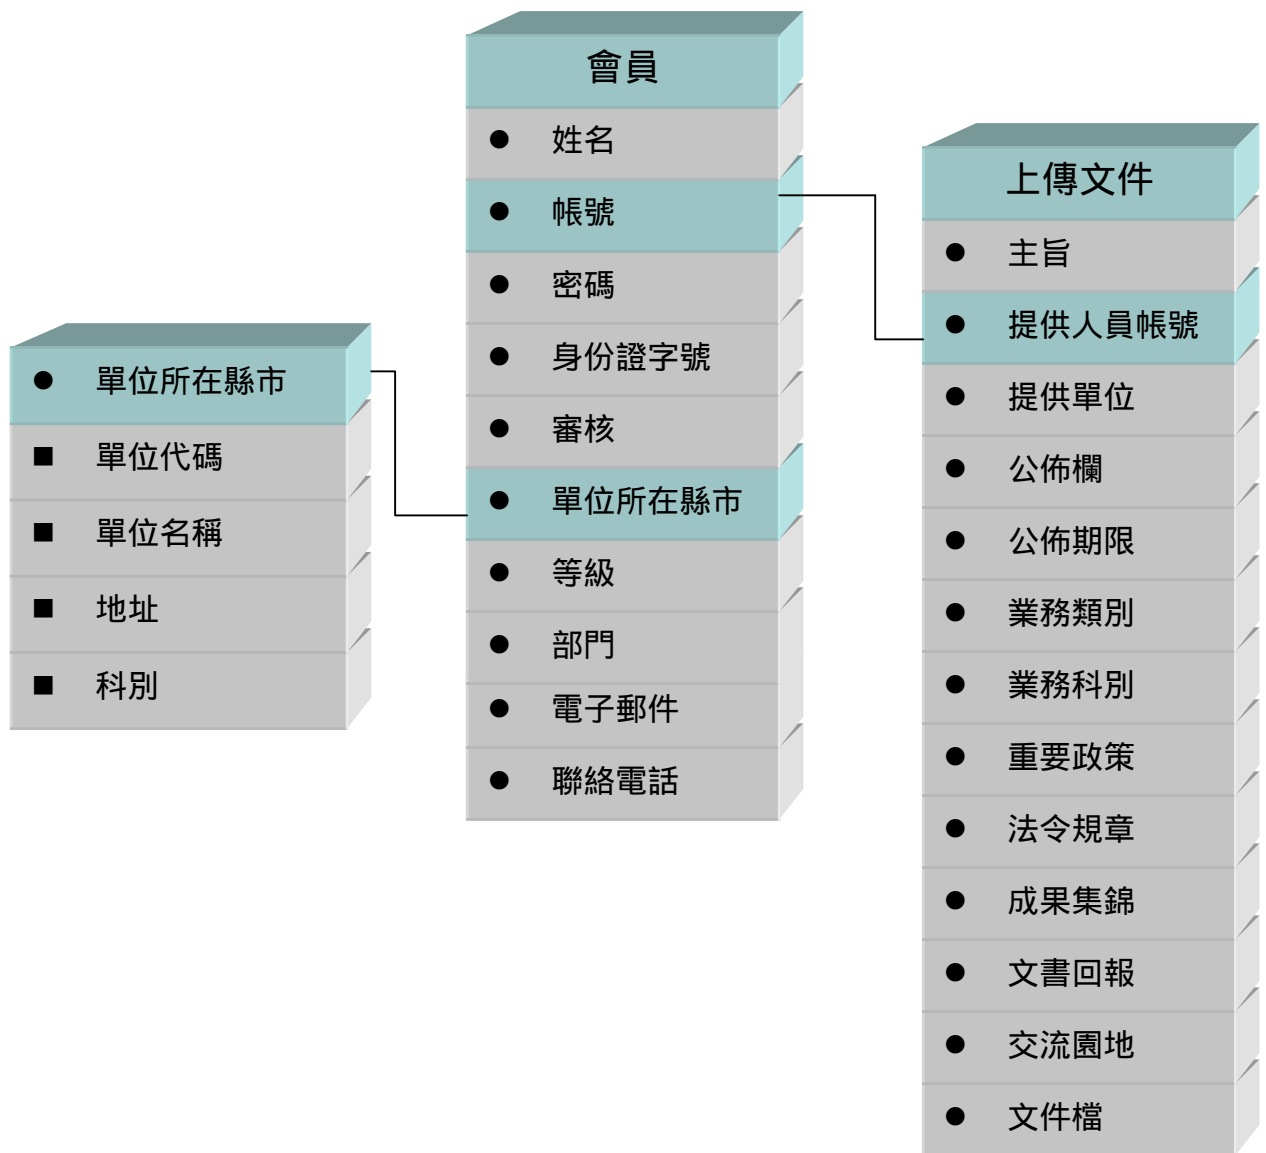 單位所在縣市
單位代碼
單位名稱
地址
科別
會員
姓名
帳號
密碼
身份證字號
審核
單位所在縣市
等級
部門
電子郵件
聯絡電話
上傳文件
主旨
提供人員帳號
提供單位
公佈欄
公佈期限
業務類別
業務科別
重要政策
法令規章
成果集錦
文書回報
交流園地
文件檔